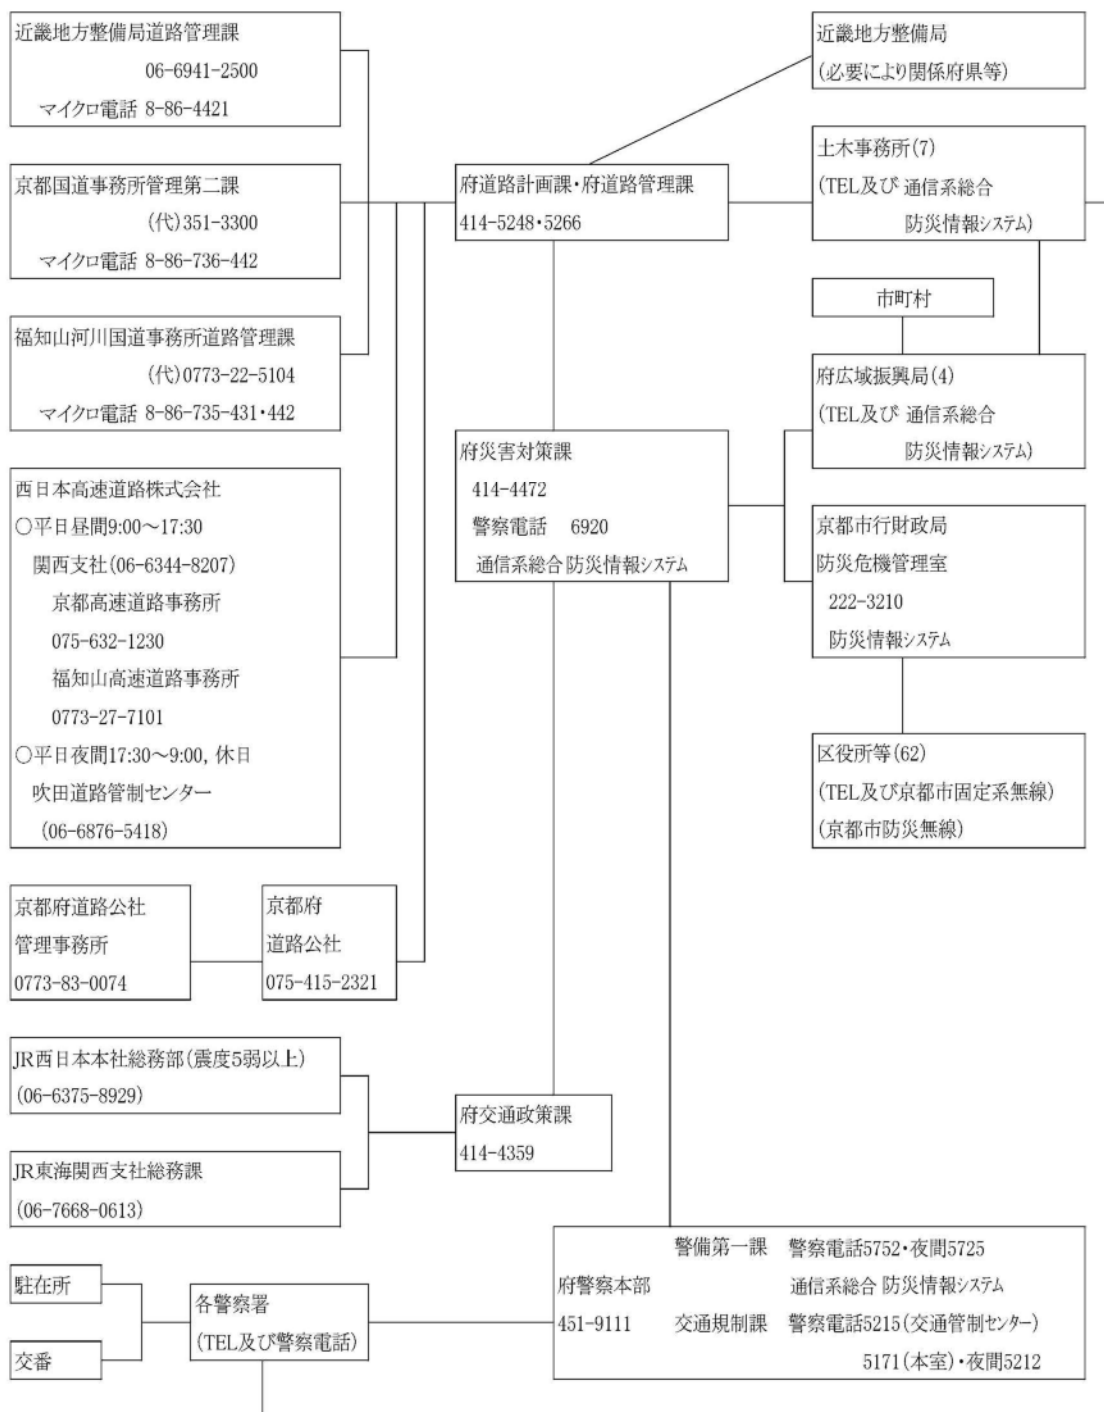 近畿地方整備局道路管理課
06-6941-2500
マイクロ電話 8-86-4421
京都国道事務所管理第二課
(代)351-3300
マイクロ電話 8-86-736-442
福知山河川国道事務所道路管理課
(代)0773-22-5104
マイクロ電話 8-86-735-431・442
西日本高速道路株式会社
○平日昼間9:00～17:30
関西支社(06-6344-8207)
京都高速道路事務所
075-632-1230
福知山高速道路事務所
0773-27-7101
○平日夜間17:30～9:00, 休日
吹田道路管制センター
(06-6876-5418)
京都府道路公社
管理事務所
0773-83-0074
京都府
道路公社
075-415-2321
JR西日本本社総務部(震度5弱以上)
(06-6375-8929)
JR東海関西支社総務課
(06-7668-0613)
駐在所
交番
各警察署
(TEL及び警察電話)
府道路計画課・府道路管理課
414-5248・5266
府災害対策課
414-4472
警察電話 6920
通信系総合 防災情報システム
府交通政策課
414-4359
近畿地方整備局
(必要により関係府県等)
土木事務所(7)
(TEL及び 通信系総合
防災情報システム)
市町村
府広域振興局(4)
(TEL及び 通信系総合
防災情報システム)
京都市行財政局
防災危機管理室
222-3210
防災情報システム
区役所等(62)
(TEL及び京都市固定系無線)
(京都市防災無線)
警備第一課 警察電話5752・夜間5725
府警察本部 通信系総合 防災情報システム
451-9111 交通規制課 警察電話5215(交通管制センター)
5171(本室)・夜間5212